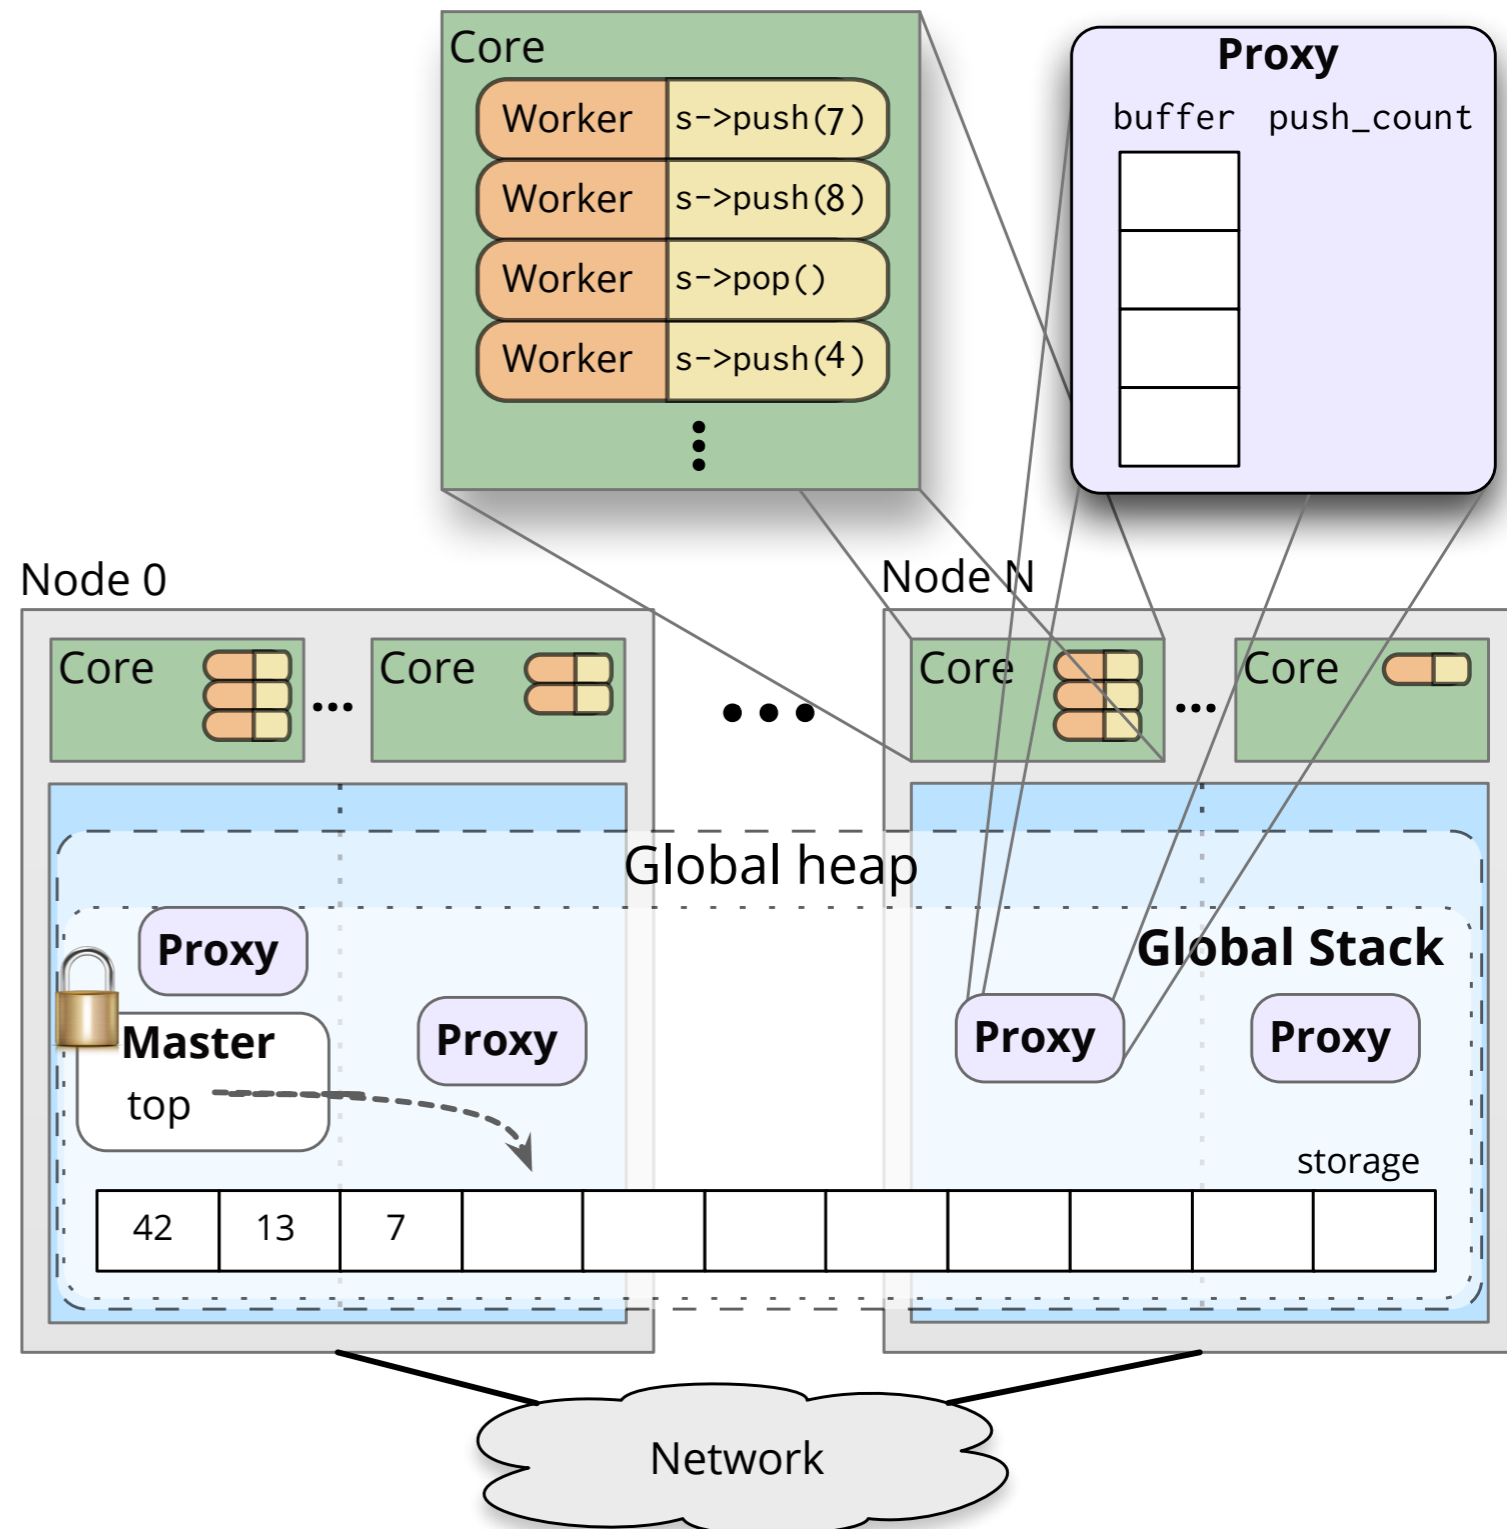 Core
Worker s->push(7)
Worker s->push(8)
Worker s->pop()
Worker s->push(4)
Proxy
buffer push_count
Node 0
Node N
Core
Core
Core
Core
Global heap
Global Stack
Proxy
Proxy
Proxy
Proxy
Master
top
storage
42 13 7
Network